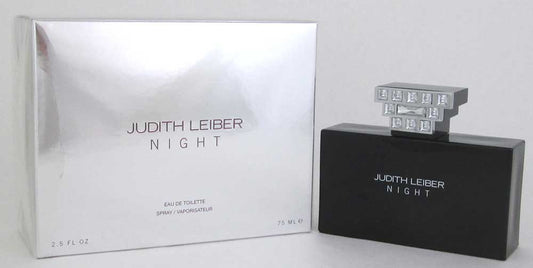 JUDITH LEIBER
NIGHT
EAU DE TOILETTE
SPRAY / VAPORISATEUR
2.5 FL OZ
75 ML ℮
JUDITH LEIBER
NIGHT